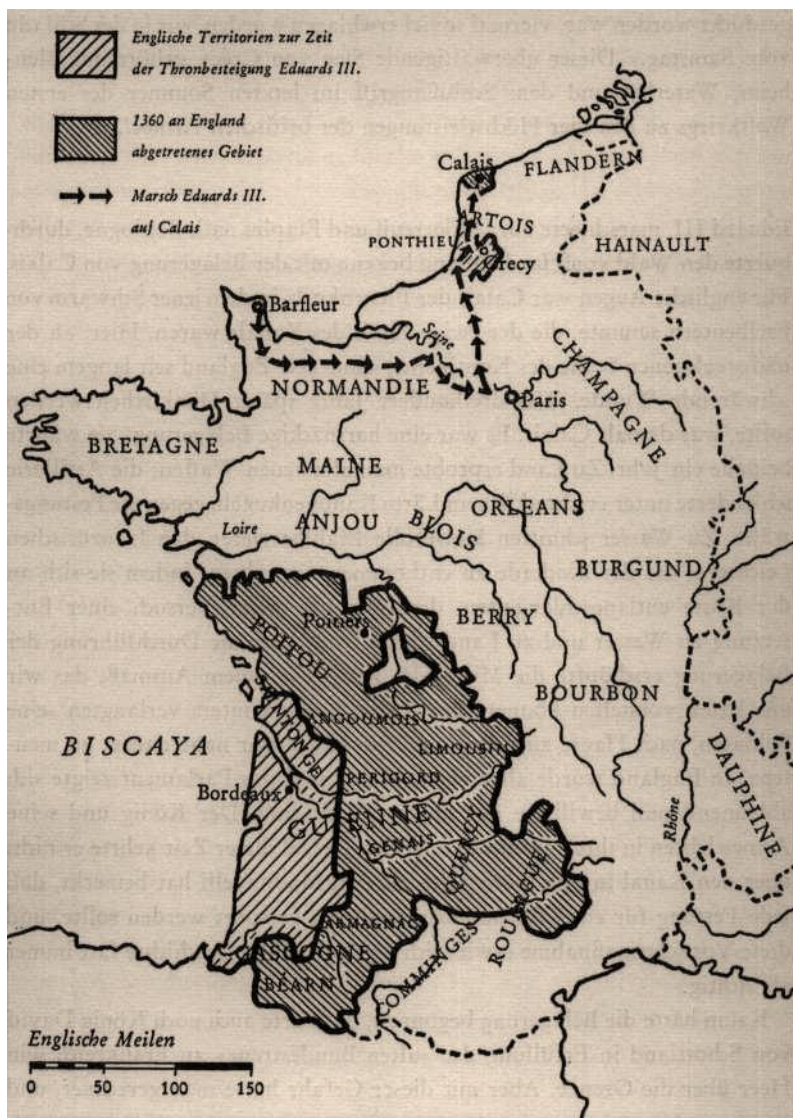 Englische Territorien zur Zeit
der Thronbesteigung Eduards III.
1360 an England
abgetretenes Gebiet
Marsch Eduards III.
auf Calais
Calais
FLANDERN
ARTOIS
PONTHIEU
Crecy
HAINAULT
Barfleur
Seine
NORMANDIE
Paris
CHAMPAGNE
BRETAGNE
MAINE
ANJOU
Loire
BLOIS
ORLEANS
BURGUND
BERRY
POITOU
Poitiers
BOURBON
SAINTONGE
ANGOUMOIS
LIMOUSIN
BISCAYA
PERIGORD
Bordeaux
GUIENNE
AGENAIS
QUERCY
ROUERGUE
Rhône
DAUPHINE
ARMAGNAC
GASCOGNE
BÉARN
COMMINGES
Englische Meilen
0 50 100 150